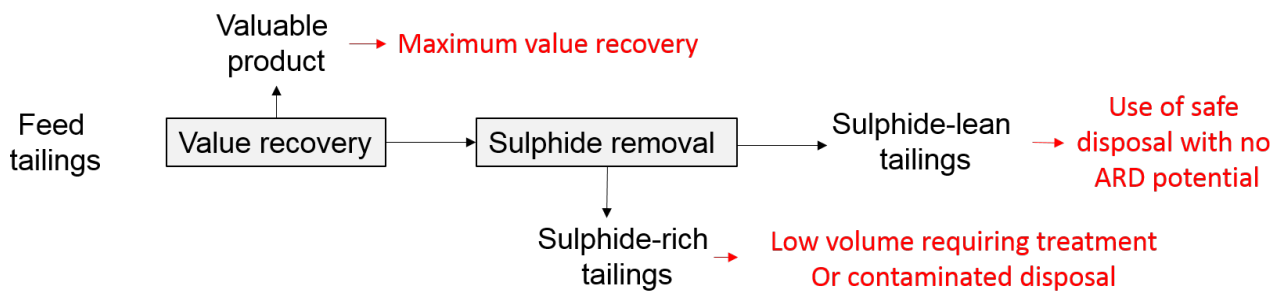 Valuable
product
Maximum value recovery
Feed
tailings
Value recovery
Sulphide removal
Sulphide-lean
tailings
Use of safe
disposal with no
ARD potential
Sulphide-rich
tailings
Low volume requiring treatment
Or contaminated disposal